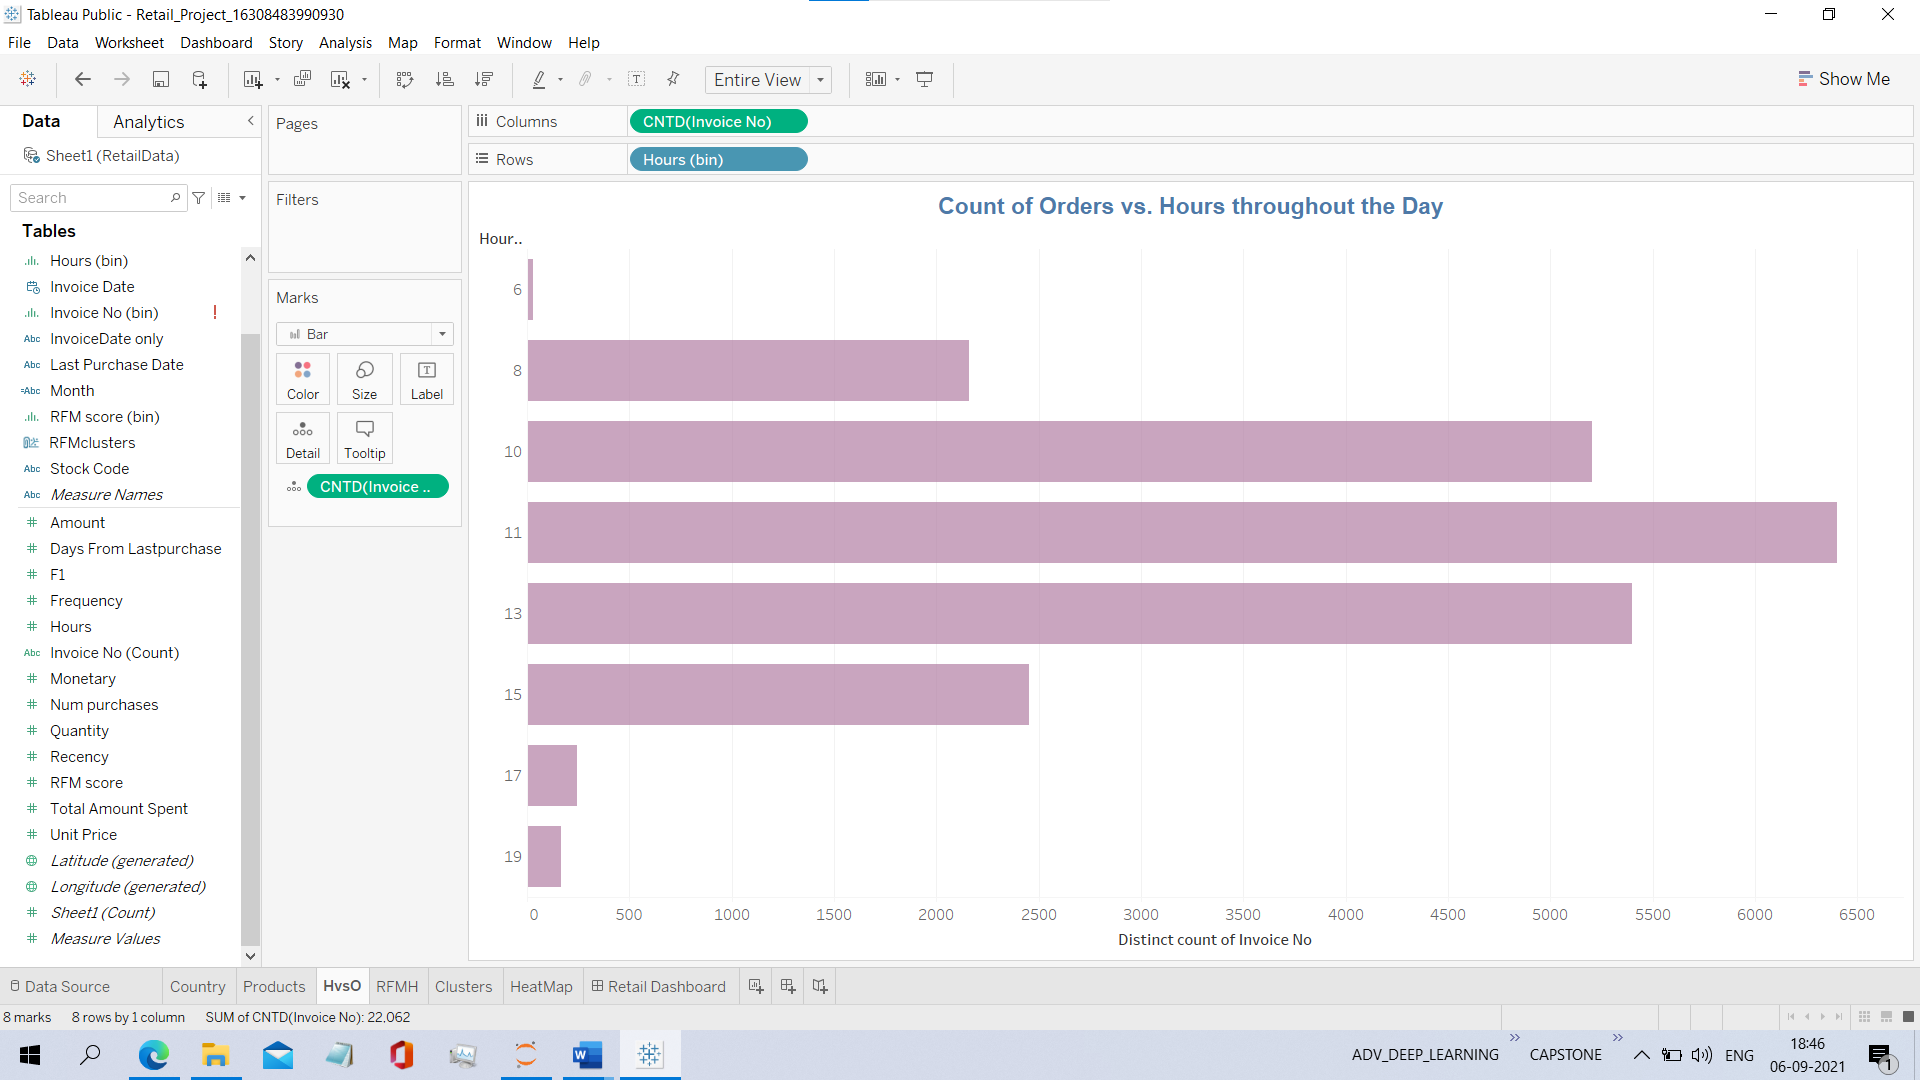 Tableau Public - Retail_Project_16308483990930
File Data Worksheet Dashboard Story Analysis Map Format Window Help
Entire View
Show Me
Data Analytics
Sheet1 (RetailData)
Search
Tables
Hours (bin)
Invoice Date
Invoice No (bin) !
Abc InvoiceDate only
Abc Last Purchase Date
=Abc Month
RFM score (bin)
RFMclusters
Abc Stock Code
Abc Measure Names
# Amount
# Days From Lastpurchase
# F1
# Frequency
# Hours
Abc Invoice No (Count)
# Monetary
# Num purchases
# Quantity
# Recency
# RFM score
# Total Amount Spent
# Unit Price
Latitude (generated)
Longitude (generated)
# Sheet1 (Count)
# Measure Values
Pages
Filters
Marks
Bar
Color Size T Label
Detail Tooltip
CNTD(Invoice ..
Columns CNTD(Invoice No)
Rows Hours (bin)
Count of Orders vs. Hours throughout the Day
Hour..
6
8
10
11
13
15
17
19
0 500 1000 1500 2000 2500 3000 3500 4000 4500 5000 5500 6000 6500
Distinct count of Invoice No
Data Source Country Products HvsO RFMH Clusters HeatMap Retail Dashboard
8 marks 8 rows by 1 column SUM of CNTD(Invoice No): 22,062
ADV_DEEP_LEARNING CAPSTONE ENG 18:46
06-09-2021
1